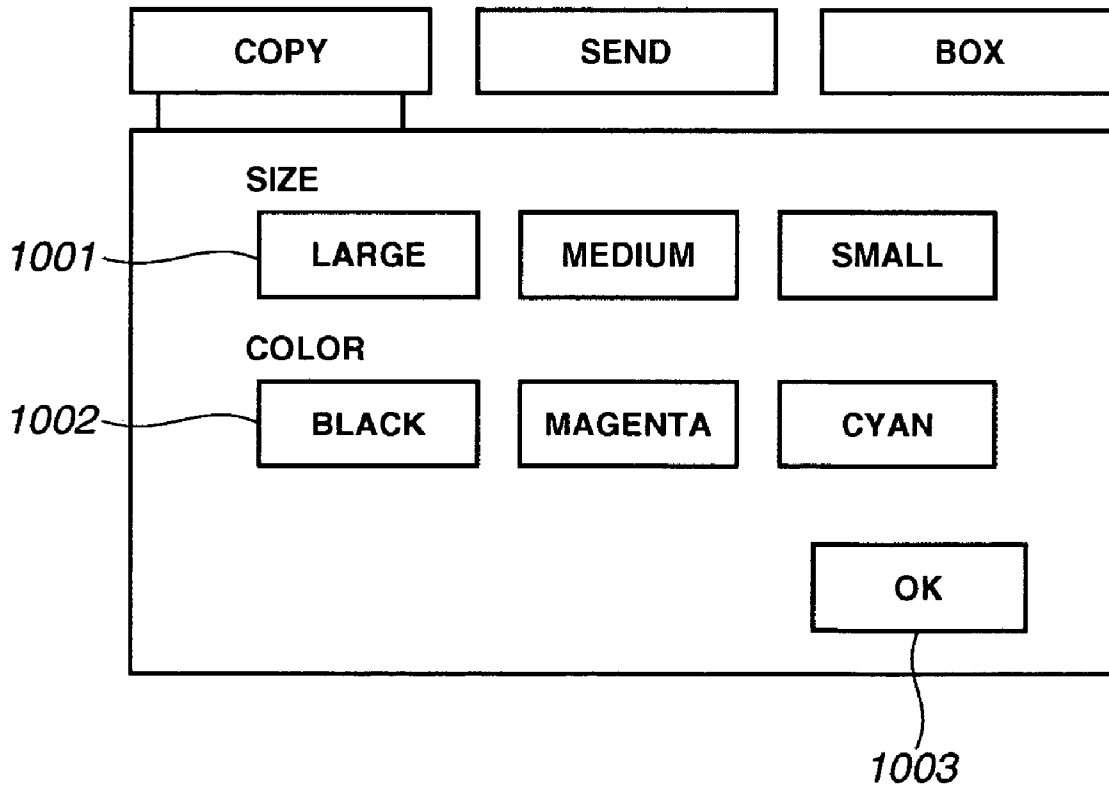 COPY SEND BOX
SIZE
1001 LARGE MEDIUM SMALL
COLOR
1002 BLACK MAGENTA CYAN
OK
1003